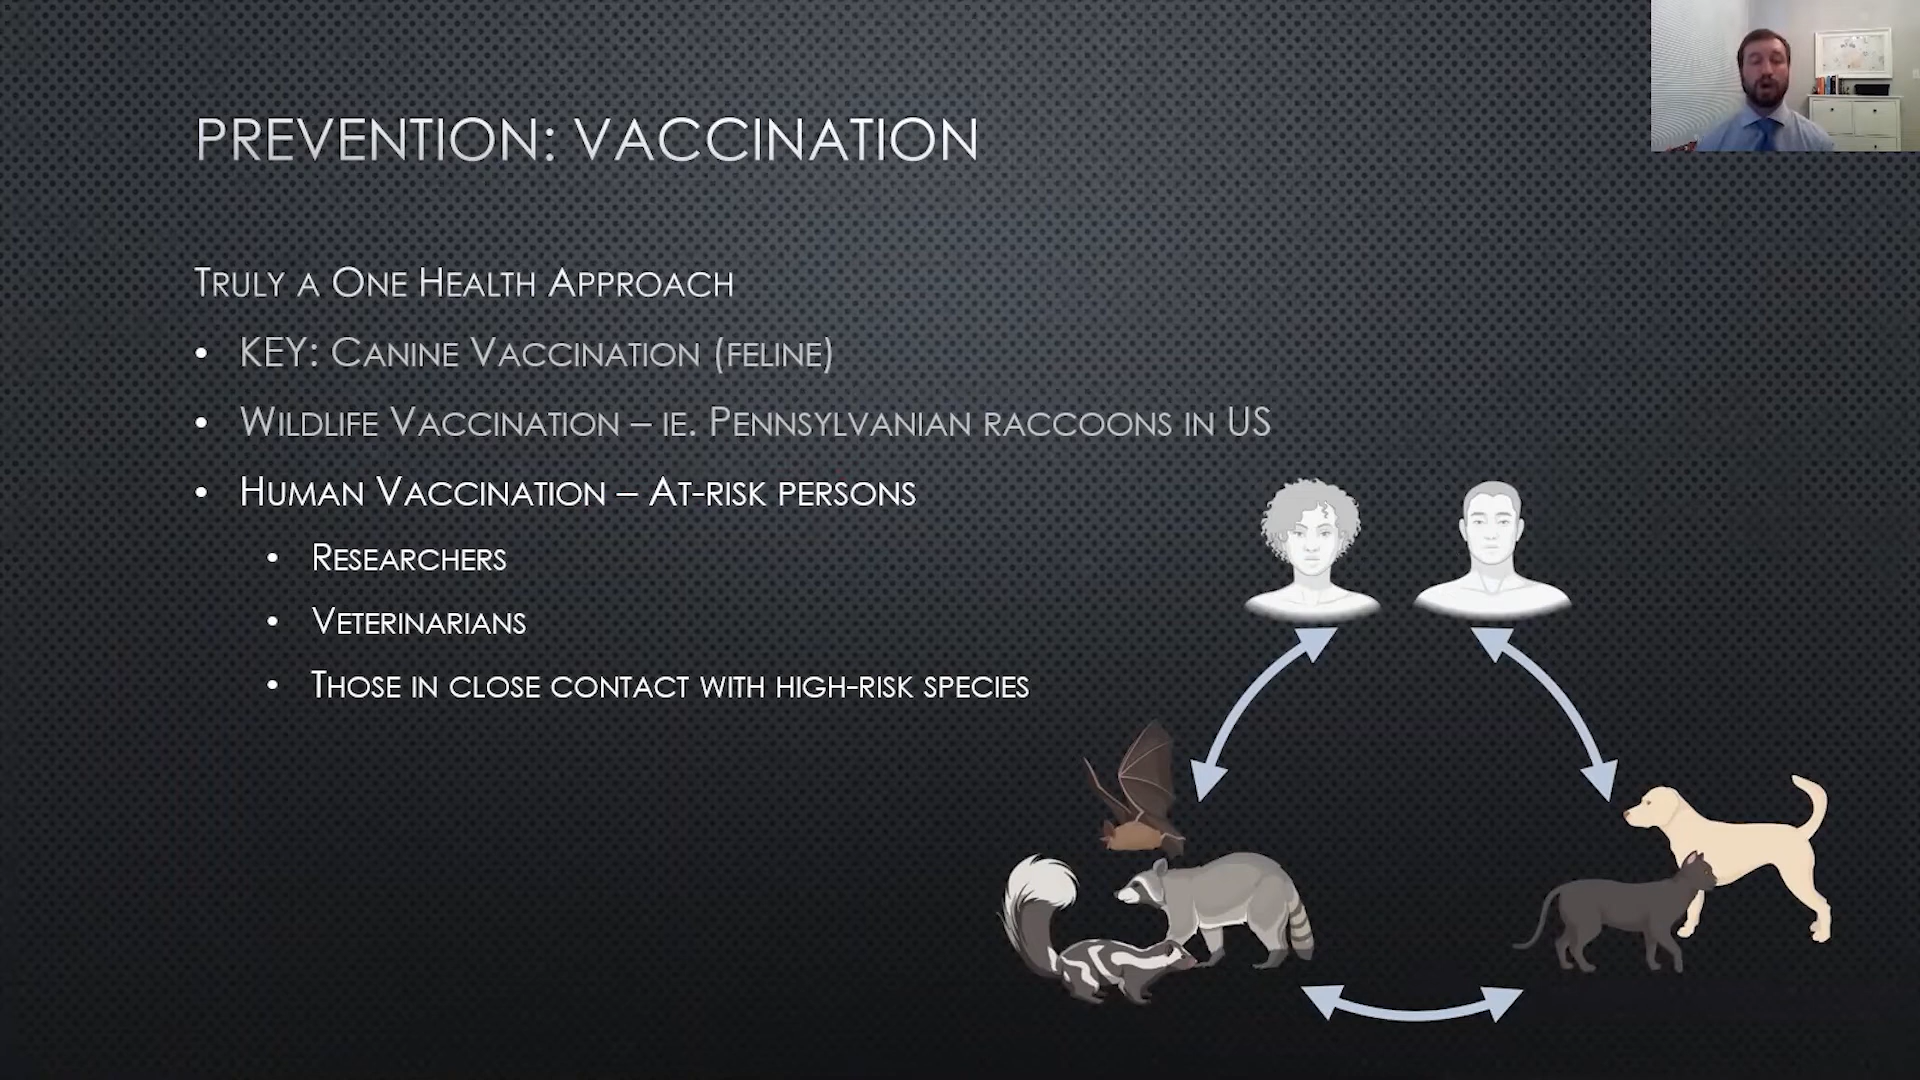 PREVENTION: VACCINATION
TRULY A ONE HEALTH APPROACH
• KEY: CANINE VACCINATION (FELINE)
• WILDLIFE VACCINATION – IE. PENNSYLVANIAN RACCOONS IN US
• HUMAN VACCINATION – AT-RISK PERSONS
• RESEARCHERS
• VETERINARIANS
• THOSE IN CLOSE CONTACT WITH HIGH-RISK SPECIES